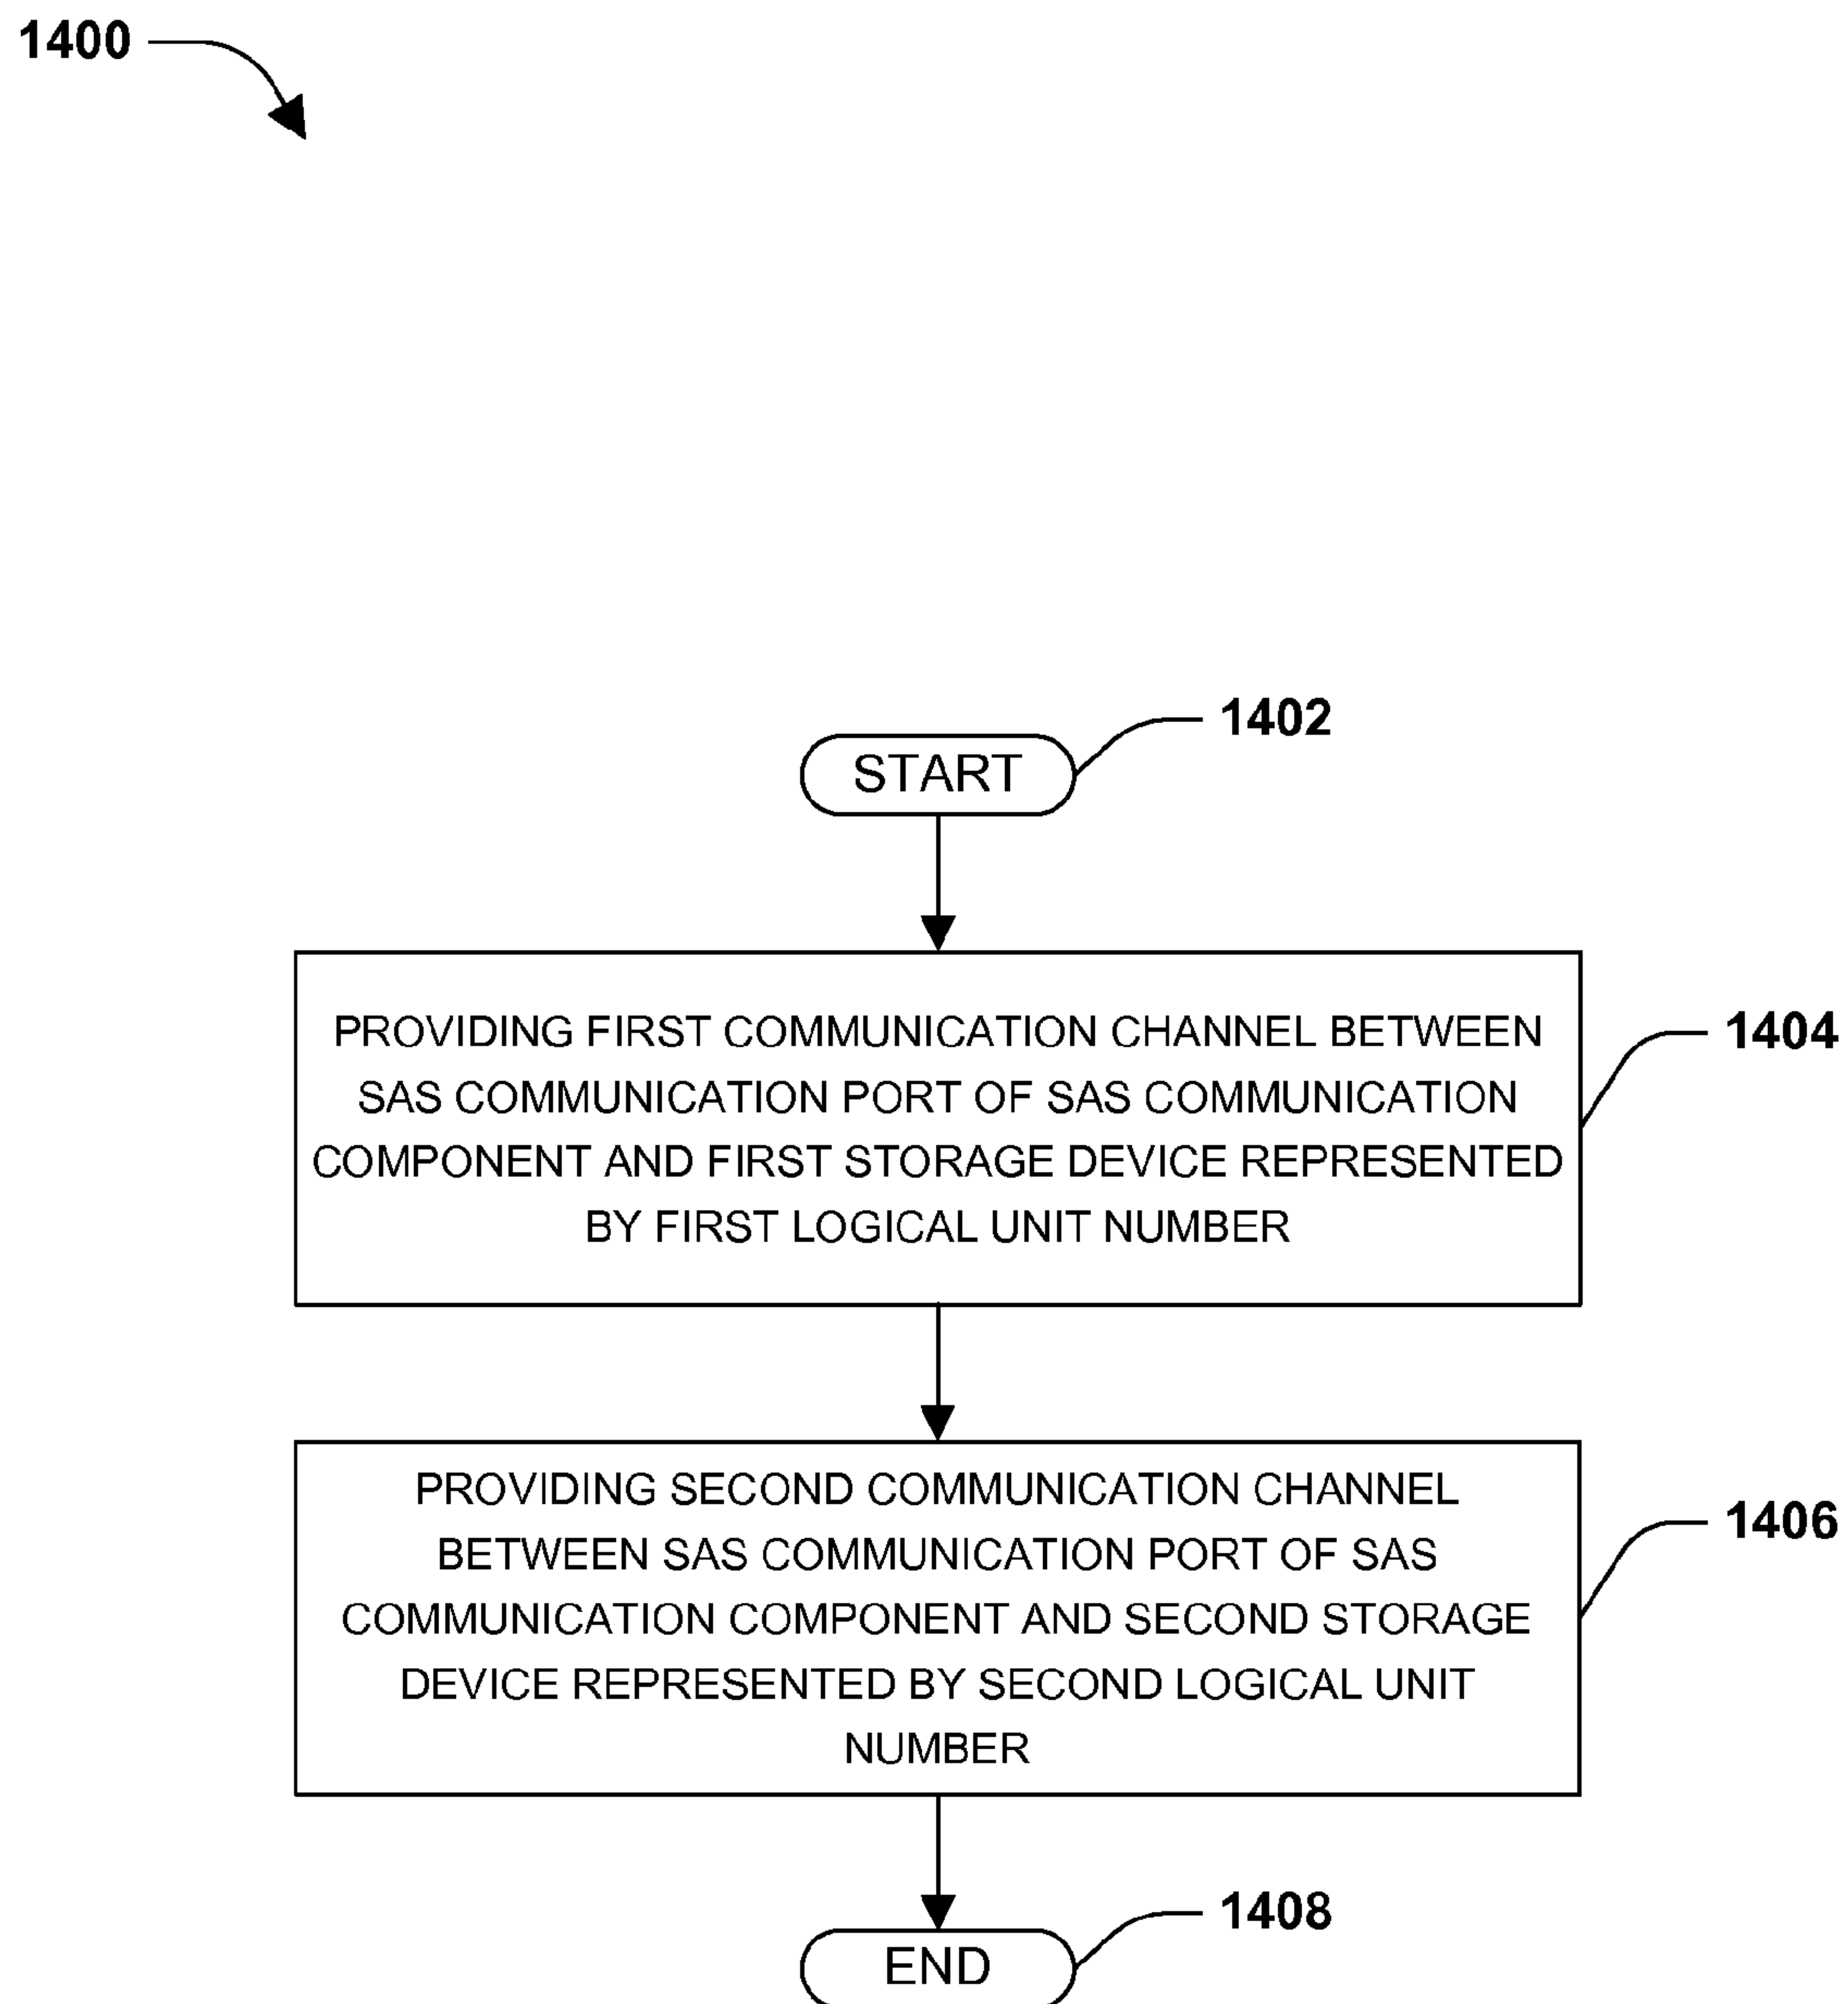 1400
1402
START
PROVIDING FIRST COMMUNICATION CHANNEL BETWEEN
SAS COMMUNICATION PORT OF SAS COMMUNICATION
COMPONENT AND FIRST STORAGE DEVICE REPRESENTED
BY FIRST LOGICAL UNIT NUMBER
1404
PROVIDING SECOND COMMUNICATION CHANNEL
BETWEEN SAS COMMUNICATION PORT OF SAS
COMMUNICATION COMPONENT AND SECOND STORAGE
DEVICE REPRESENTED BY SECOND LOGICAL UNIT
NUMBER
1406
1408
END